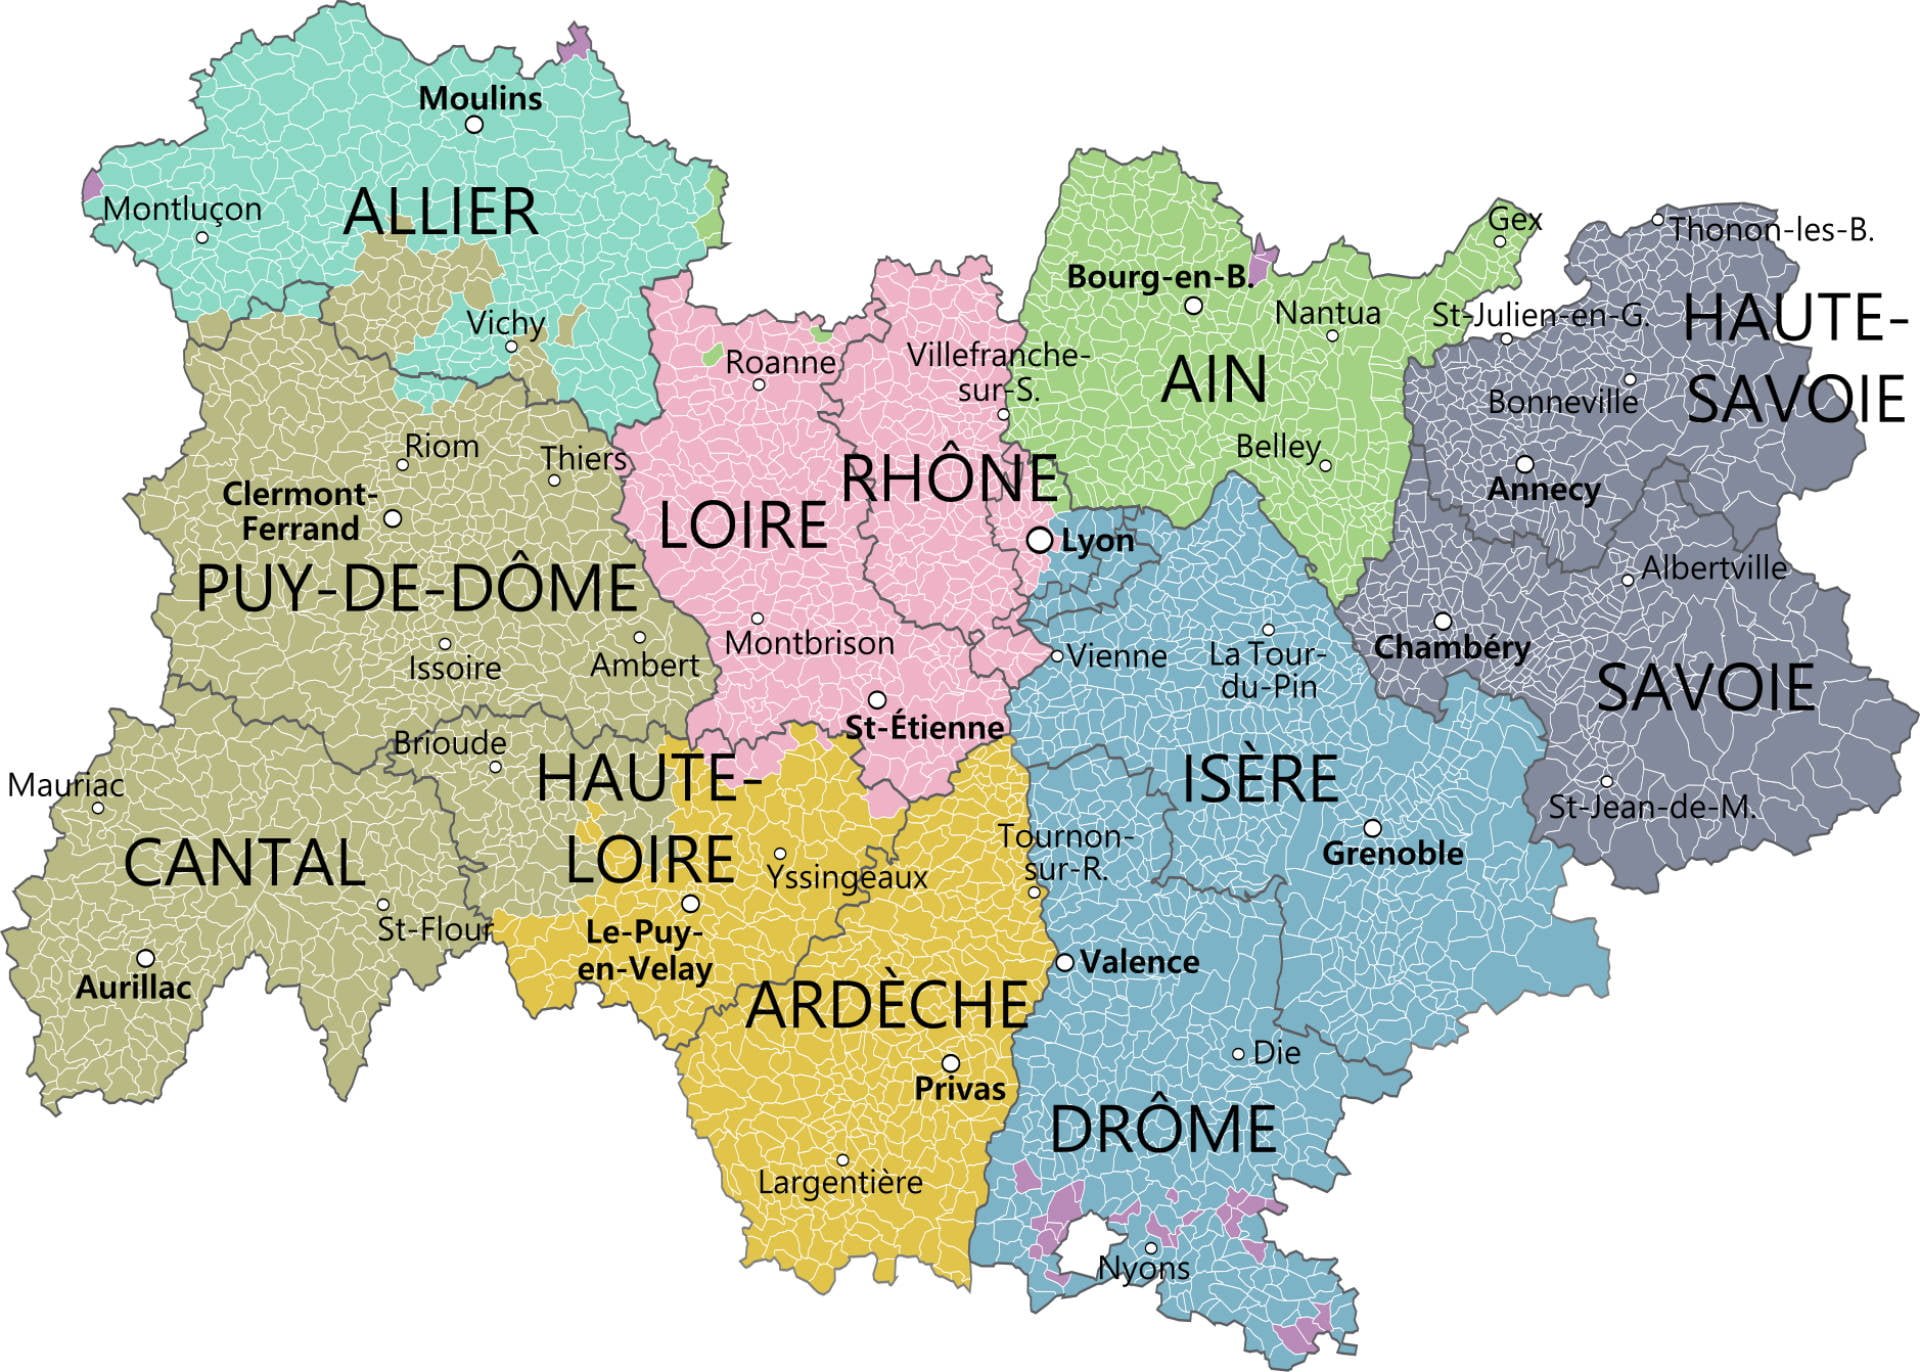 Moulins
ALLIER
Montluçon
Vichy
Gex
Thonon-les-B.
Bourg-en-B.
Nantua
St-Julien-en-G.
HAUTE-
SAVOIE
Roanne
Villefranche-
sur-S.
AIN
Bonneville
Belley
Annecy
Riom
Thiers
Clermont-
Ferrand
PUY-DE-DÔME
LOIRE
RHÔNE
Lyon
Albertville
Issoire
Ambert
Montbrison
Vienne
La Tour-
du-Pin
Chambéry
SAVOIE
St-Étienne
Brioude
HAUTE-
LOIRE
Mauriac
CANTAL
ISÈRE
St-Jean-de-M.
Tournon-
sur-R.
Grenoble
Yssingeaux
St-Flour
Le-Puy-
en-Velay
Aurillac
Valence
ARDÈCHE
Privas
Die
DRÔME
Largentière
Nyons